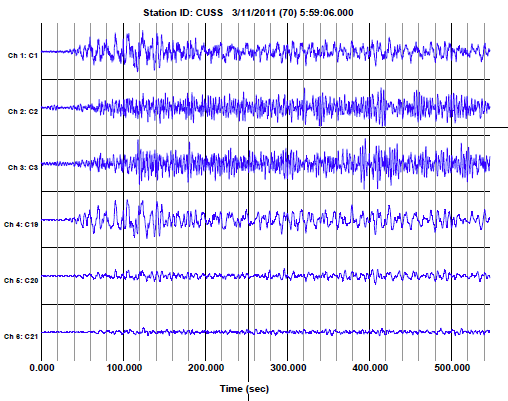 Station ID: CUSS 3/11/2011 (70) 5:59:06.000
Ch 1: C1
Ch 2: C2
Ch 3: C3
Ch 4: C19
Ch 5: C20
Ch 6: C21
0.000 100.000 200.000 300.000 400.000 500.000
Time (sec)